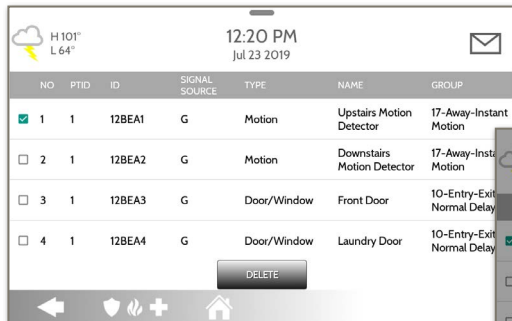 H 101°
L 64°
12:20 PM
Jul 23 2019
NO PTID ID SIGNAL SOURCE TYPE NAME GROUP
1 1 12BEA1 G Motion Upstairs Motion Detector 17-Away-Instant Motion
2 1 12BEA2 G Motion Downstairs Motion Detector 17-Away-Insta Motion
3 1 12BEA3 G Door/Window Front Door 10-Entry-Exit Normal Delay
4 1 12BEA4 G Door/Window Laundry Door 10-Entry-Exit Normal Delay
DELETE